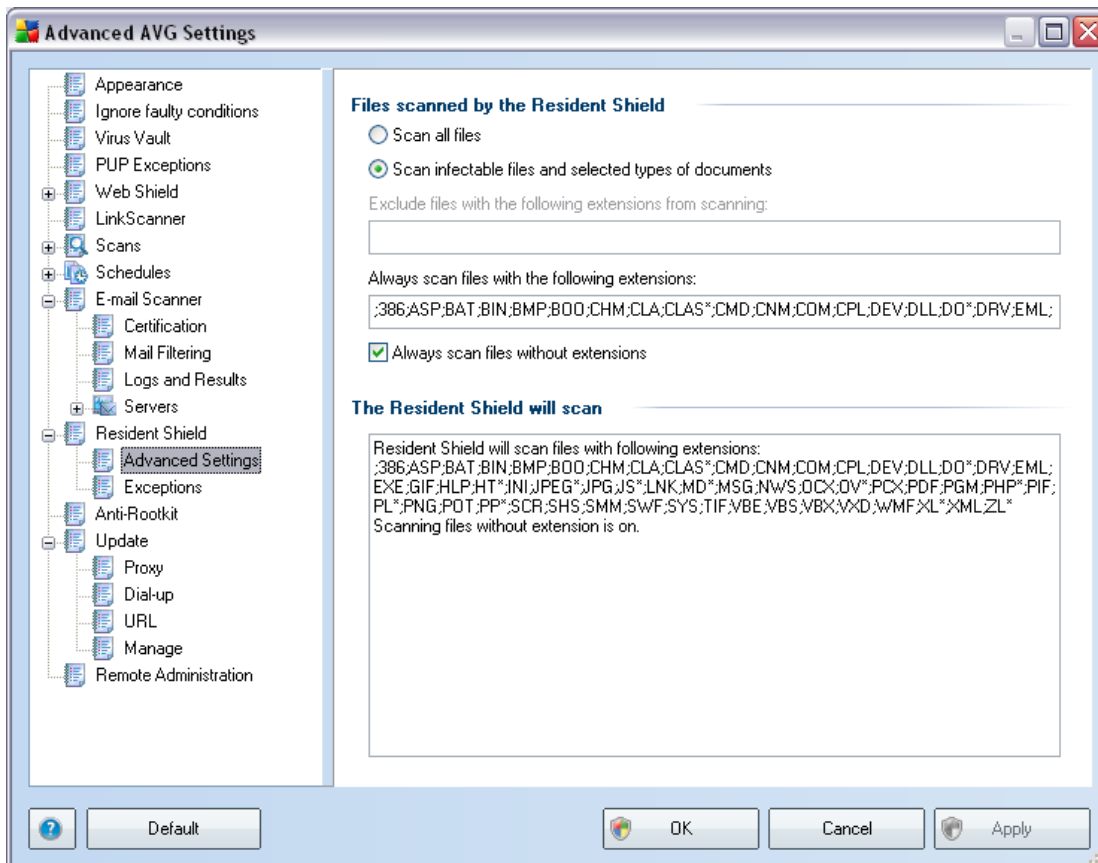 Advanced AVG Settings
Appearance
Ignore faulty conditions
Virus Vault
PUP Exceptions
Web Shield
LinkScanner
Scans
Schedules
E-mail Scanner
Certification
Mail Filtering
Logs and Results
Servers
Resident Shield
Advanced Settings
Exceptions
Anti-Rootkit
Update
Proxy
Dial-up
URL
Manage
Remote Administration
Files scanned by the Resident Shield
Scan all files
Scan infectable files and selected types of documents
Exclude files with the following extensions from scanning:
Always scan files with the following extensions:
;386;ASP;BAT;BIN;BMP;BOO;CHM;CLA;CLAS*;CMD;CNM;COM;CPL;DEV;DLL;DO*;DRV;EML;
Always scan files without extensions
The Resident Shield will scan
Resident Shield will scan files with following extensions:
;386;ASP;BAT;BIN;BMP;BOO;CHM;CLA;CLAS*;CMD;CNM;COM;CPL;DEV;DLL;DO*;DRV;EML;
EXE;GIF;HLP;HT*;INI;JPEG*;JPG;JS*;LNK;MD*;MSG;NWS;OCX;OV*;PCX;PDF;PGM;PHP*;PIF;
PL*;PNG;POT;PP*;SCR;SHS;SMM;SWF;SYS;TIF;VBE;VBS;VBX;VXD;WMF;XL*;XML;ZL*
Scanning files without extension is on.
Default
OK
Cancel
Apply